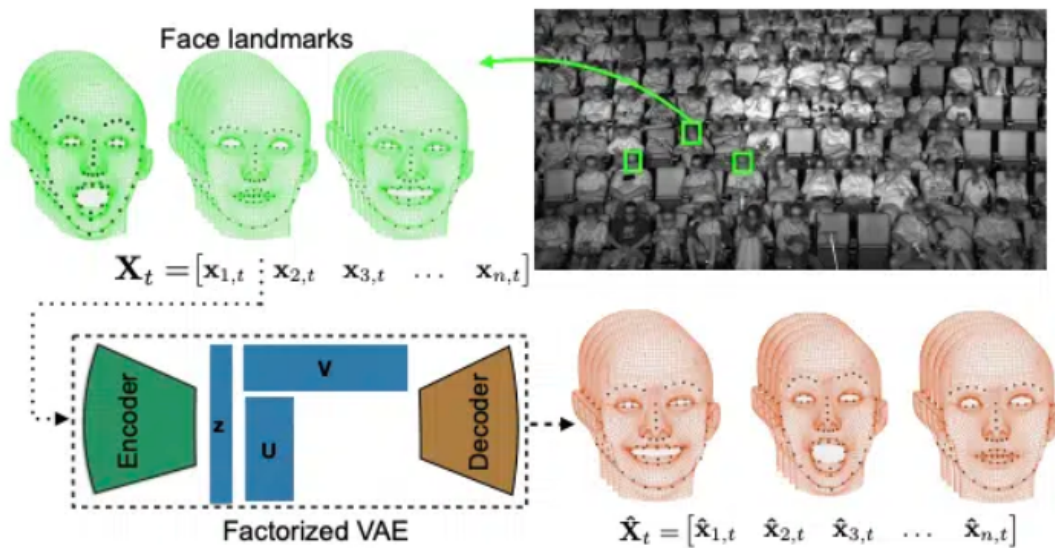 Face landmarks
X_t = [x_{1,t} x_{2,t} x_{3,t} ... x_{n,t}]
Encoder
z
V
U
Decoder
Factorized VAE
X̂_t = [x̂_{1,t} x̂_{2,t} x̂_{3,t} ... x̂_{n,t}]